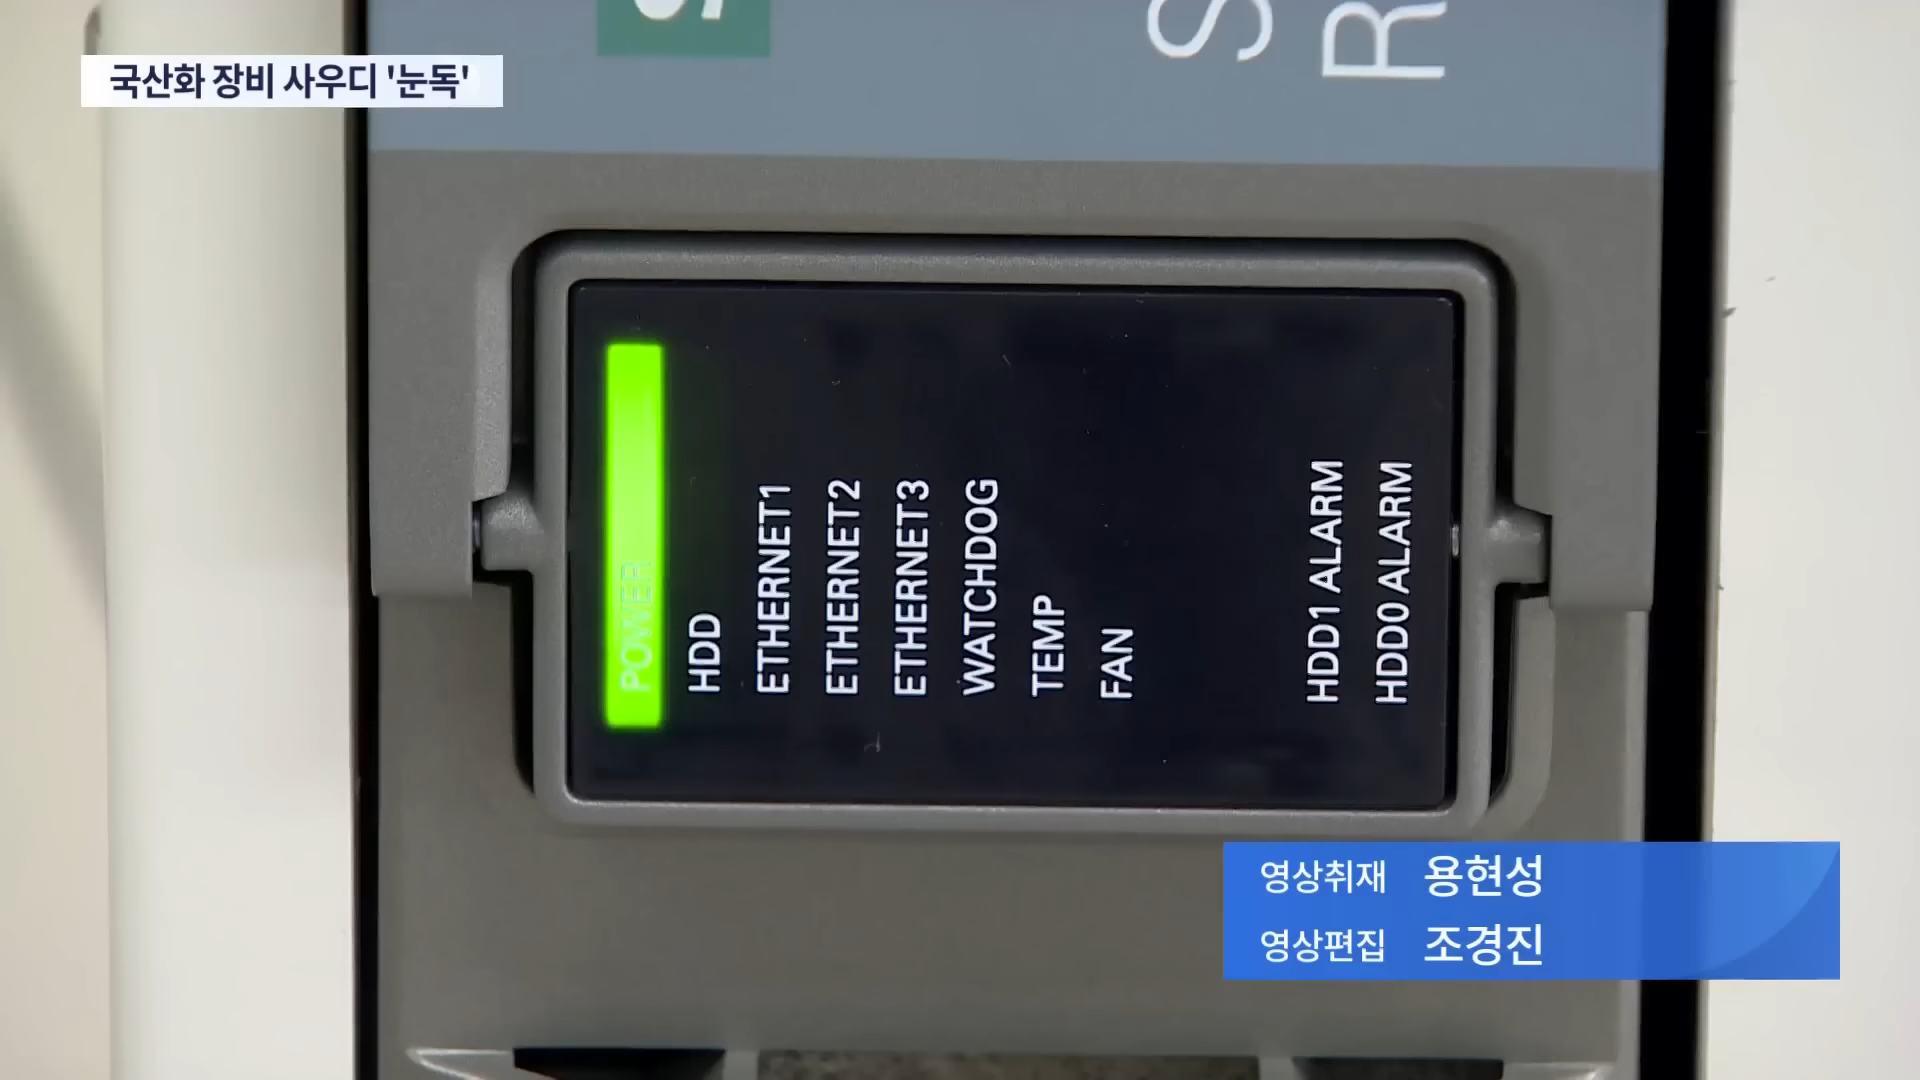 국산화 장비 사우디 '눈독'
S
R
POWER
HDD
ETHERNET1
ETHERNET2
ETHERNET3
WATCHDOG
TEMP
FAN
HDD1 ALARM
HDD0 ALARM
영상취재 용현성
영상편집 조경진